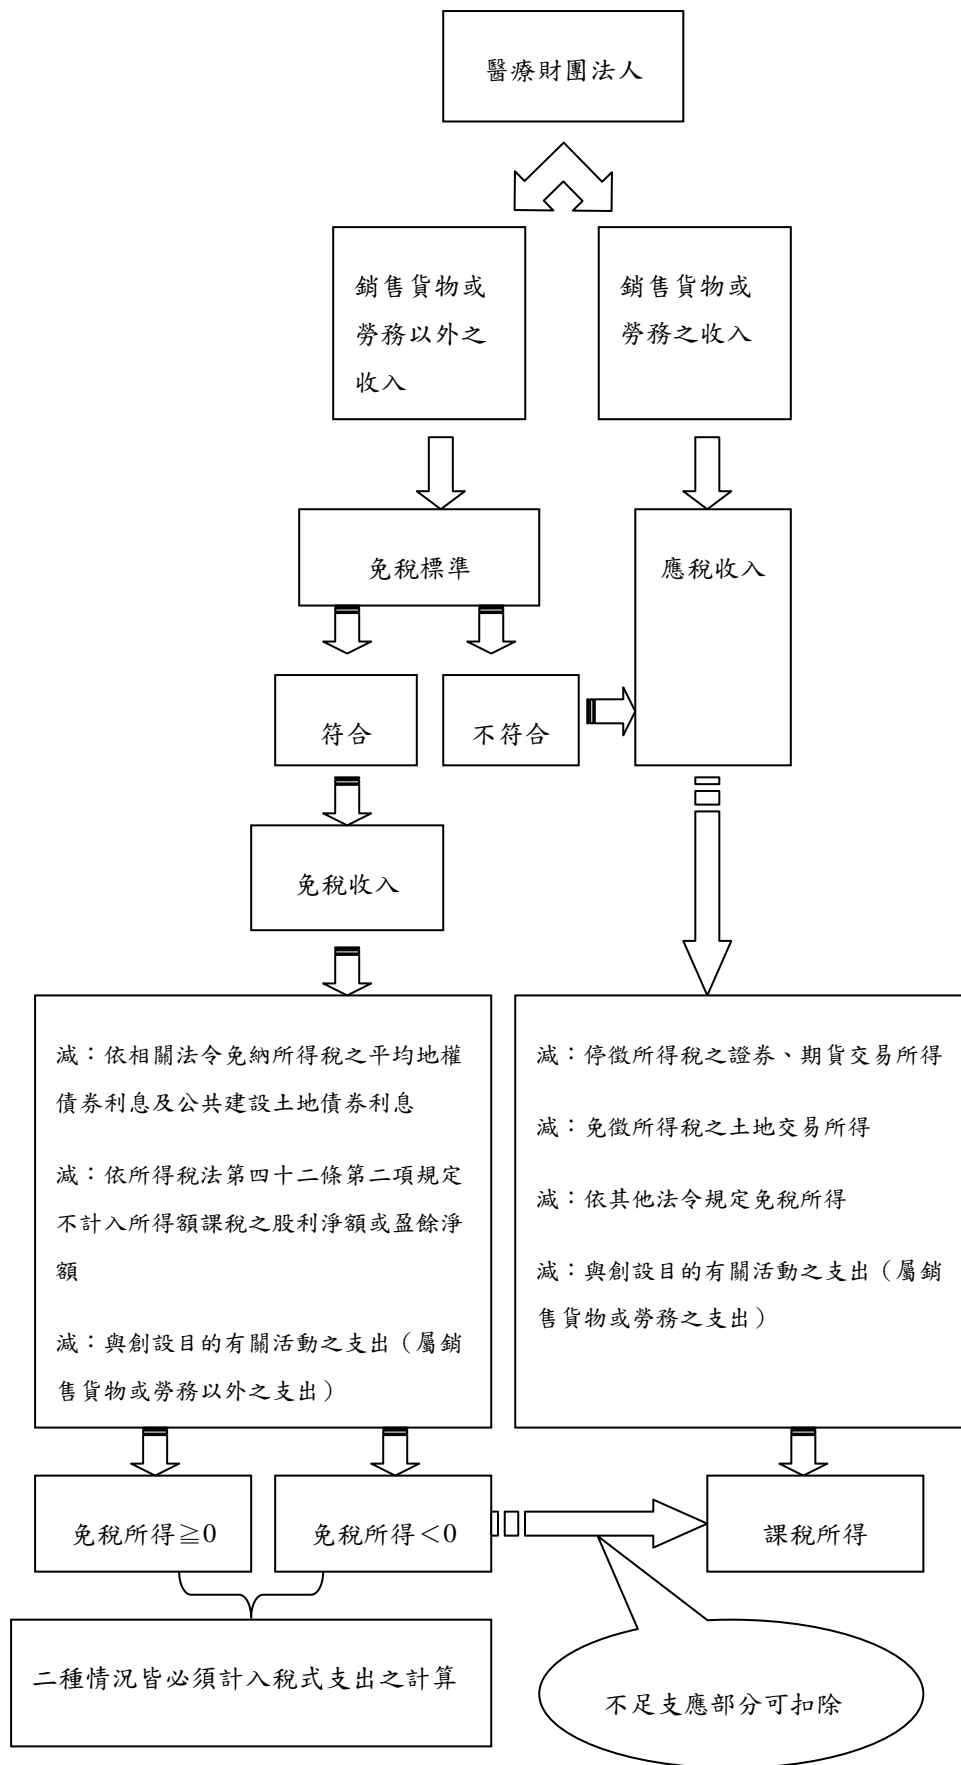 醫療財團法人
銷售貨物或
勞務以外之
收入
銷售貨物或
勞務之收入
免稅標準
應稅收入
符合
不符合
免稅收入
減：依相關法令免納所得稅之平均地權
債券利息及公共建設土地債券利息
減：依所得稅法第四十二條第二項規定
不計入所得額課稅之股利淨額或盈餘淨
額
減：與創設目的有關活動之支出（屬銷
售貨物或勞務以外之支出）
減：停徵所得稅之證券、期貨交易所得
減：免徵所得稅之土地交易所得
減：依其他法令規定免稅所得
減：與創設目的有關活動之支出（屬銷
售貨物或勞務之支出）
免稅所得≧0
免稅所得＜0
課稅所得
二種情況皆必須計入稅式支出之計算
不足支應部分可扣除